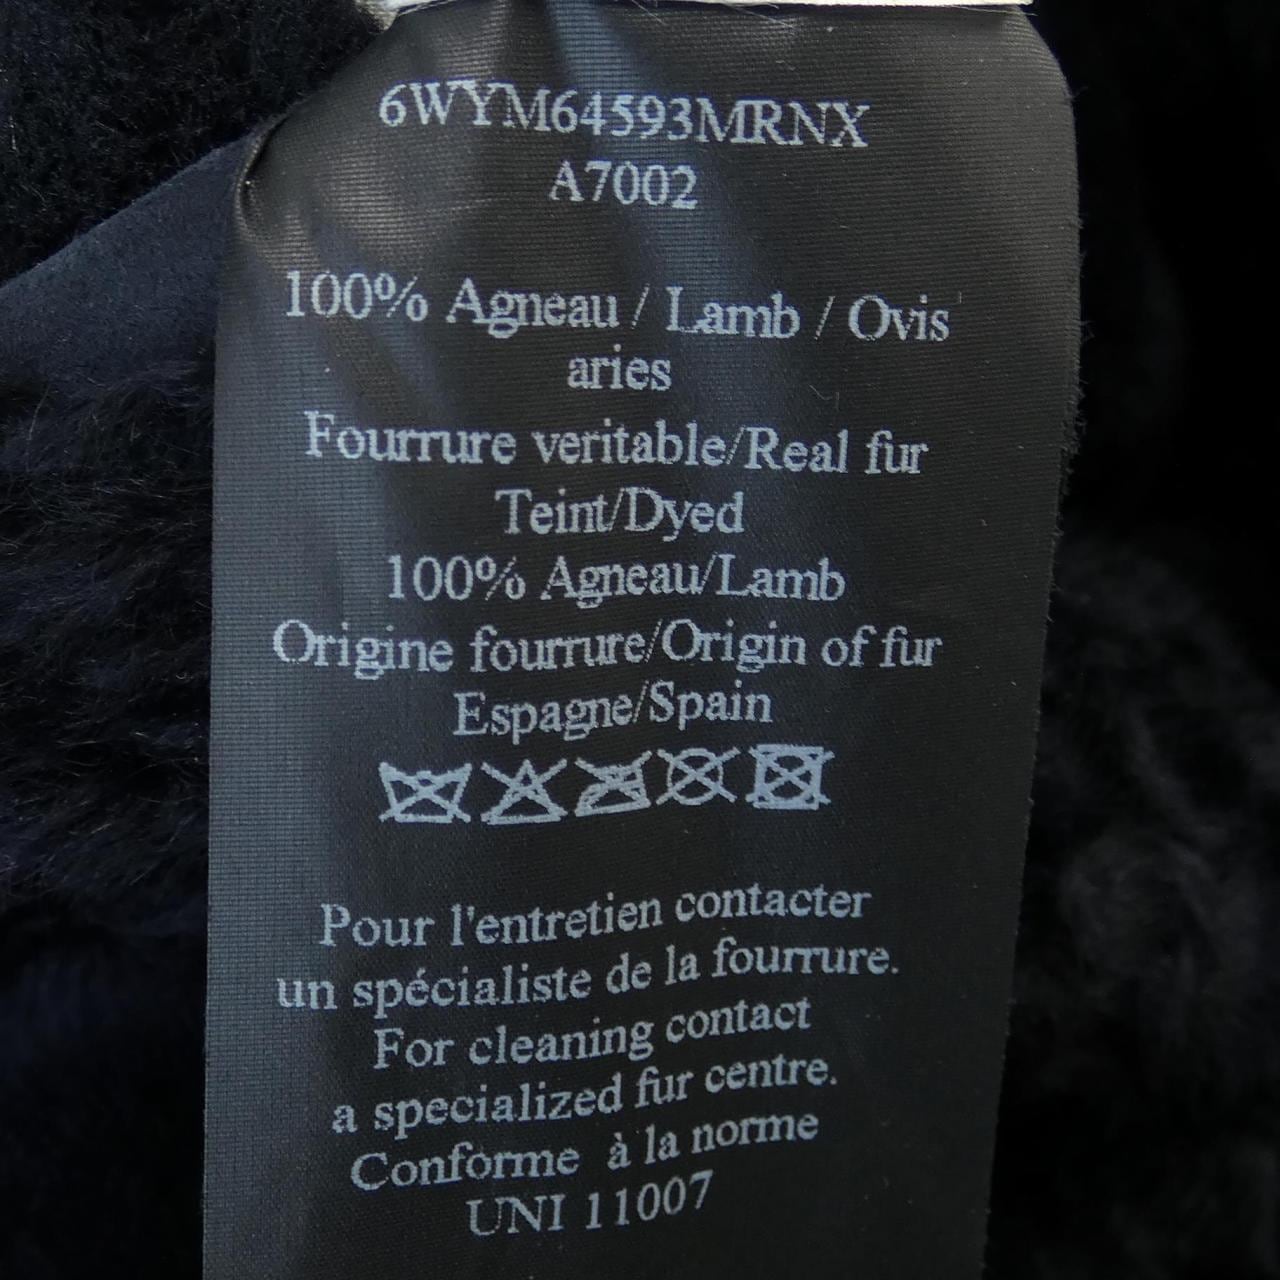 6WYM64593MRNX
A7002
100% Agneau / Lamb / Ovis
aries
Fourrure veritable/Real fur
Teint/Dyed
100% Agneau/Lamb
Origine fourrure/Origin of fur
Espagne/Spain
Pour l'entretien contacter
un spécialiste de la fourrure.
For cleaning contact
a specialized fur centre.
Conforme à la norme
UNI 11007